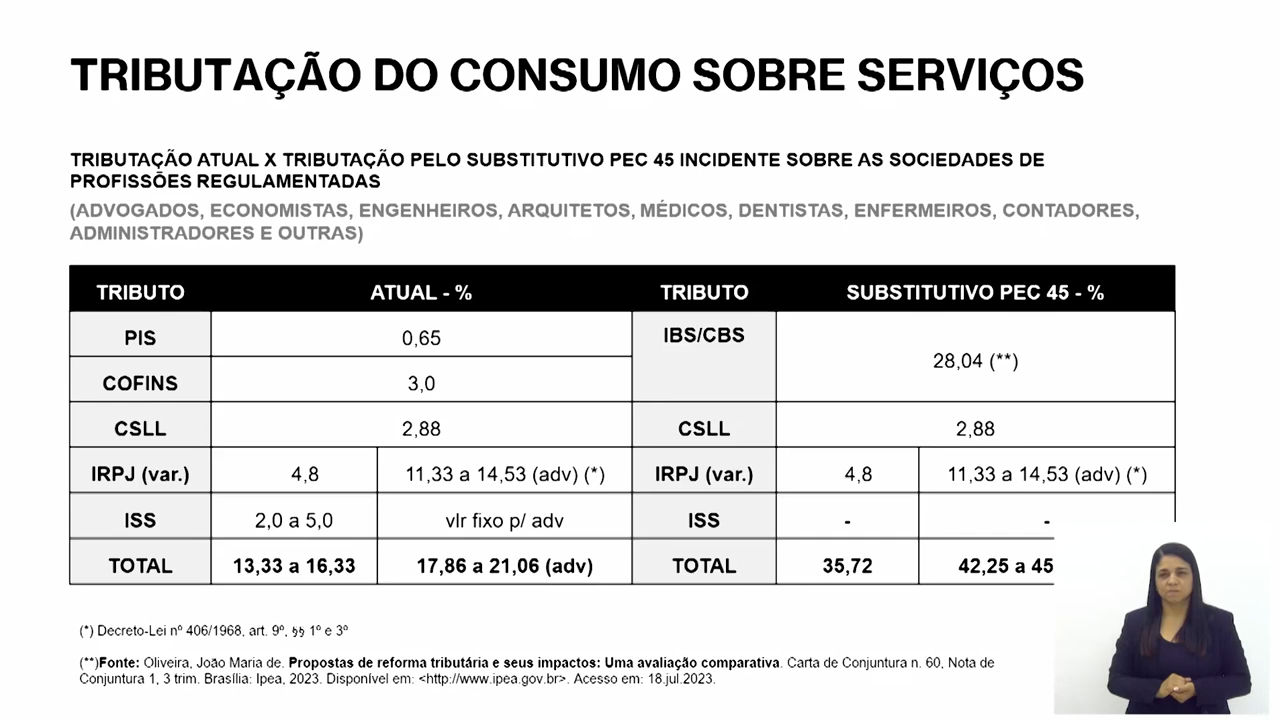 TRIBUTAÇÃO DO CONSUMO SOBRE SERVIÇOS
TRIBUTAÇÃO ATUAL X TRIBUTAÇÃO PELO SUBSTITUTIVO PEC 45 INCIDENTE SOBRE AS SOCIEDADES DE
PROFISSÕES REGULAMENTADAS
(ADVOGADOS, ECONOMISTAS, ENGENHEIROS, ARQUITETOS, MÉDICOS, DENTISTAS, ENFERMEIROS, CONTADORES,
ADMINISTRADORES E OUTRAS)
TRIBUTO ATUAL - % TRIBUTO SUBSTITUTIVO PEC 45 - %
PIS 0,65 IBS/CBS 28,04 (**)
COFINS 3,0
CSLL 2,88 CSLL 2,88
IRPJ (var.) 4,8 11,33 a 14,53 (adv) (*) IRPJ (var.) 4,8 11,33 a 14,53 (adv) (*)
ISS 2,0 a 5,0 vlr fixo p/ adv ISS - -
TOTAL 13,33 a 16,33 17,86 a 21,06 (adv) TOTAL 35,72 42,25 a 45
(*) Decreto-Lei nº 406/1968, art. 9º, §§ 1º e 3º
(**)Fonte: Oliveira, João Maria de. Propostas de reforma tributária e seus impactos: Uma avaliação comparativa. Carta de Conjuntura n. 60, Nota de
Conjuntura 1, 3 trim. Brasília: Ipea, 2023. Disponível em: <http://www.ipea.gov.br>. Acesso em: 18.jul.2023.